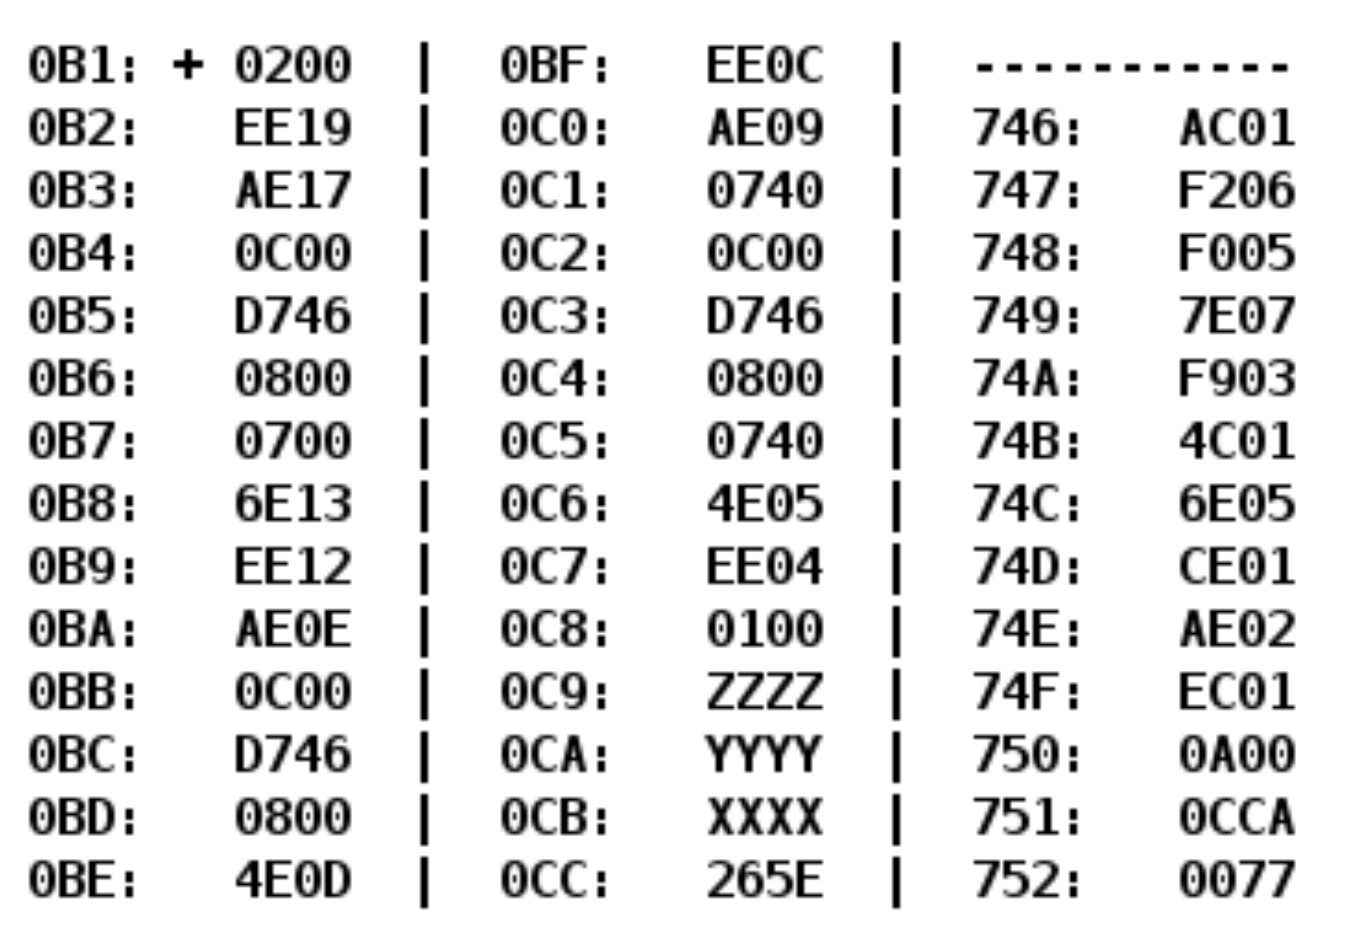 0B1: + 0200 | 0BF: EE0C | -----------
0B2: EE19 | 0C0: AE09 | 746: AC01
0B3: AE17 | 0C1: 0740 | 747: F206
0B4: 0C00 | 0C2: 0C00 | 748: F005
0B5: D746 | 0C3: D746 | 749: 7E07
0B6: 0800 | 0C4: 0800 | 74A: F903
0B7: 0700 | 0C5: 0740 | 74B: 4C01
0B8: 6E13 | 0C6: 4E05 | 74C: 6E05
0B9: EE12 | 0C7: EE04 | 74D: CE01
0BA: AE0E | 0C8: 0100 | 74E: AE02
0BB: 0C00 | 0C9: ZZZZ | 74F: EC01
0BC: D746 | 0CA: YYYY | 750: 0A00
0BD: 0800 | 0CB: XXXX | 751: 0CCA
0BE: 4E0D | 0CC: 265E | 752: 0077